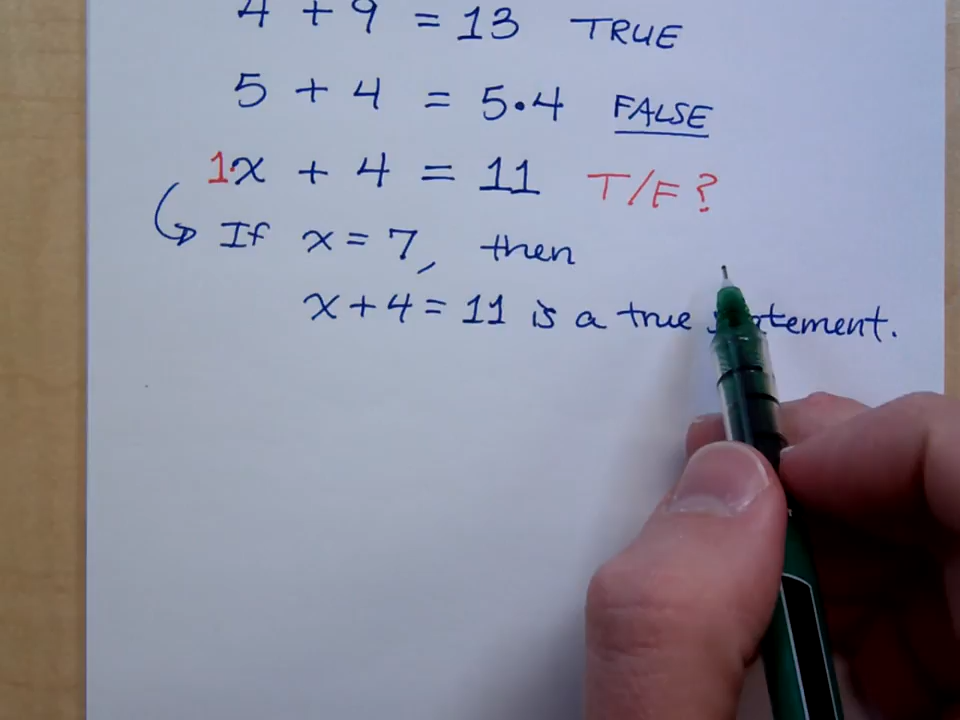 4 + 9 = 13 TRUE
5 + 4 = 5•4 FALSE
1x + 4 = 11 T/F?
If x = 7, then
x + 4 = 11 is a true statement.